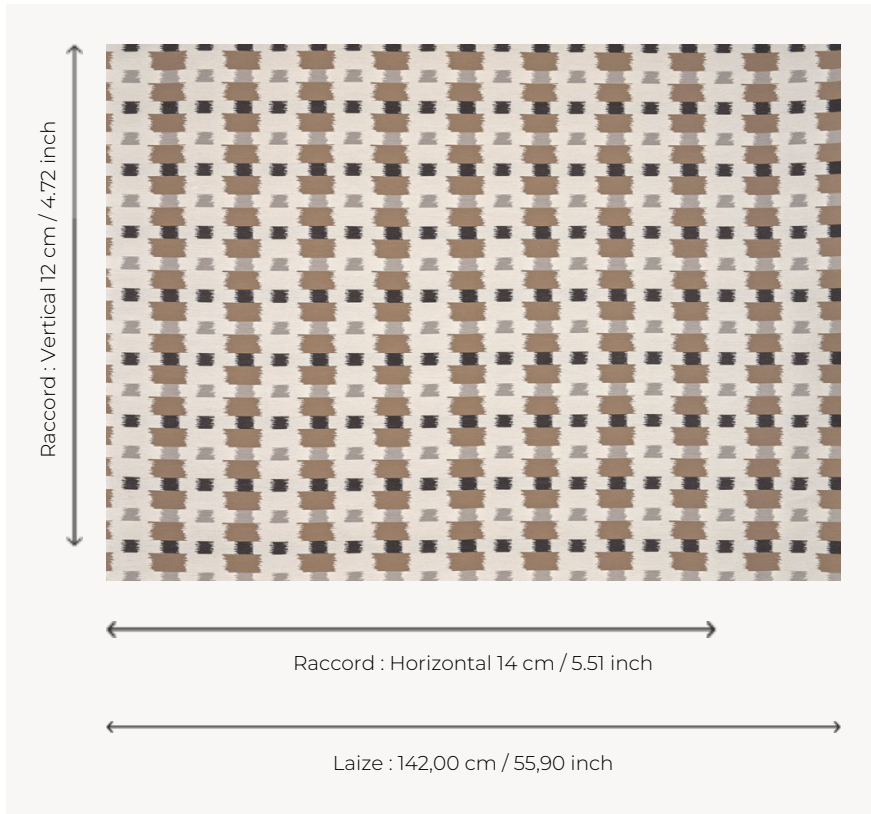 Raccord : Vertical 12 cm / 4.72 inch
Raccord : Horizontal 14 cm / 5.51 inch
Laize : 142,00 cm / 55,90 inch